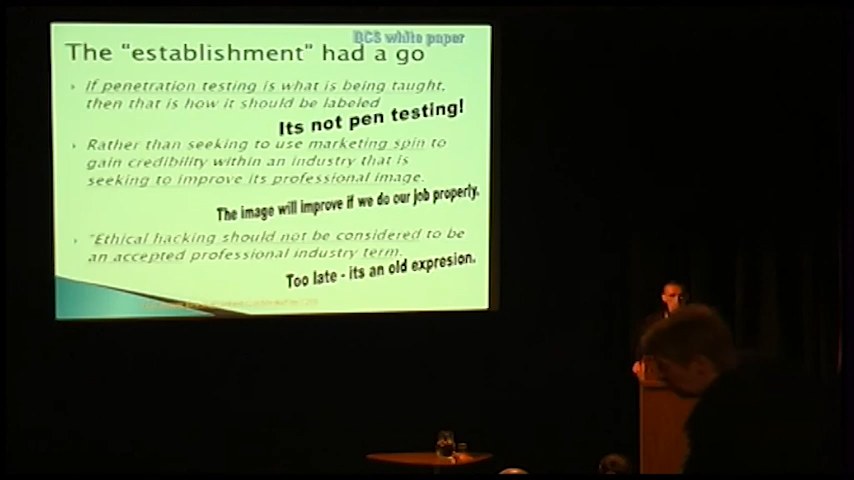 BCS white paper
The "establishment" had a go
If penetration testing is what is being taught,
then that is how it should be labeled
Its not pen testing!
Rather than seeking to use marketing spin to
gain credibility within an industry that is
seeking to improve its professional image.
The image will improve if we do our job properly.
"Ethical hacking should not be considered to be
an accepted professional industry term.
Too late - its an old expresion.